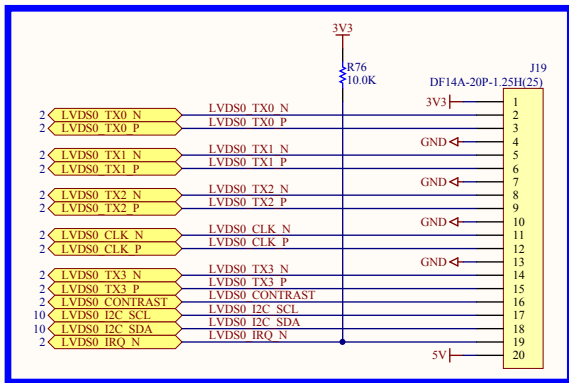 3V3
R76
10.0K
J19
DF14A-20P-1.25H(25)
3V3 1
2 LVDS0_TX0_N LVDS0_TX0_N 2
2 LVDS0_TX0_P LVDS0_TX0_P 3
GND 4
2 LVDS0_TX1_N LVDS0_TX1_N 5
2 LVDS0_TX1_P LVDS0_TX1_P 6
GND 7
2 LVDS0_TX2_N LVDS0_TX2_N 8
2 LVDS0_TX2_P LVDS0_TX2_P 9
GND 10
2 LVDS0_CLK_N LVDS0_CLK_N 11
2 LVDS0_CLK_P LVDS0_CLK_P 12
GND 13
2 LVDS0_TX3_N LVDS0_TX3_N 14
2 LVDS0_TX3_P LVDS0_TX3_P 15
2 LVDS0_CONTRAST LVDS0_CONTRAST 16
10 LVDS0_I2C_SCL LVDS0_I2C_SCL 17
10 LVDS0_I2C_SDA LVDS0_I2C_SDA 18
2 LVDS0_IRQ_N LVDS0_IRQ_N 19
5V 20